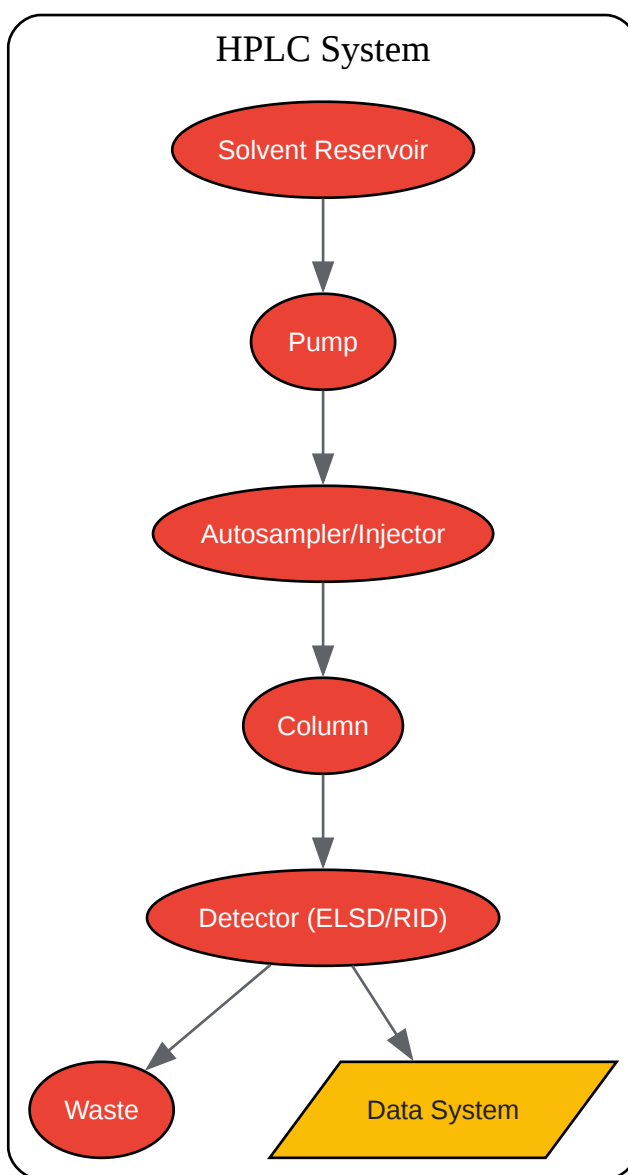 HPLC System
Solvent Reservoir
Pump
Autosampler/Injector
Column
Detector (ELSD/RID)
Waste
Data System